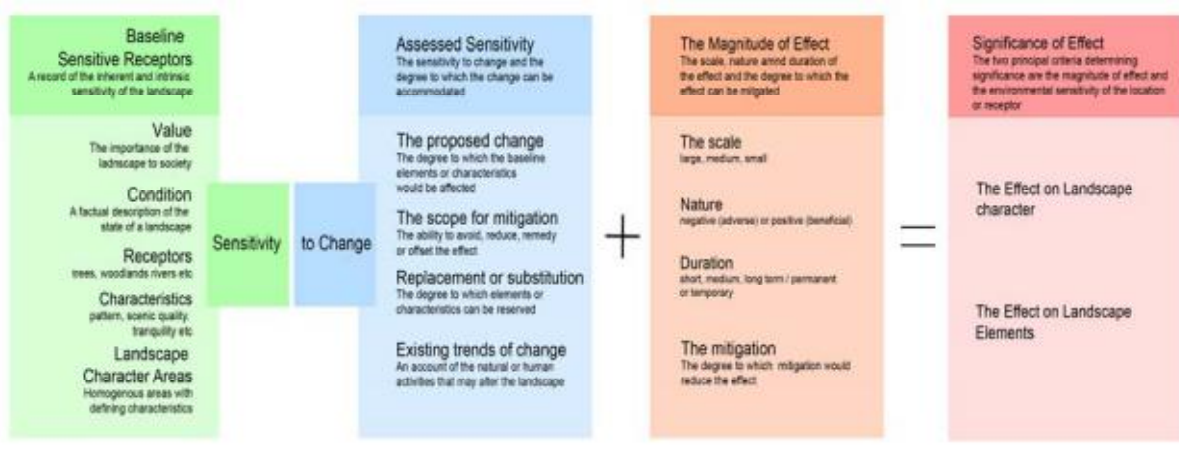 Baseline
Sensitive Receptors
A record of the inherent and intrinsic
sensitivity of the landscape
Value
The importance of the
ladnscape to society
Condition
A factual description of the
state of a landscape
Receptors
trees, woodlands rivers etc
Characteristics
pattern, scenic quality,
tranquility etc
Landscape
Character Areas
Homogenous areas with
defining characteristics
Sensitivity
to Change
Assessed Sensitivity
The sensitivity to change and the
degree to which the change can be
accommodated
The proposed change
The degree to which the baseline
elements or characteristics
would be affected
The scope for mitigation
The ability to avoid, reduce, remedy
or offset the effect
Replacement or substitution
The degree to which elements or
characteristics can be reserved
Existing trends of change
An account of the natural or human
activities that may alter the landscape
+
The Magnitude of Effect
The scale, nature amnd duration of
the effect and the degree to which the
effect can be mitgated
The scale
large, medium, small
Nature
negative (adverse) or positive (beneficial)
Duration
short, medium, long term / permanent
or temporary
The mitigation
The degree to which mitigation would
reduce the effect
=
Significance of Effect
The two principal criteria determining
significance are the magnitude of effect and
the environmental sensitivity of the location
or receptor
The Effect on Landscape
character
The Effect on Landscape
Elements